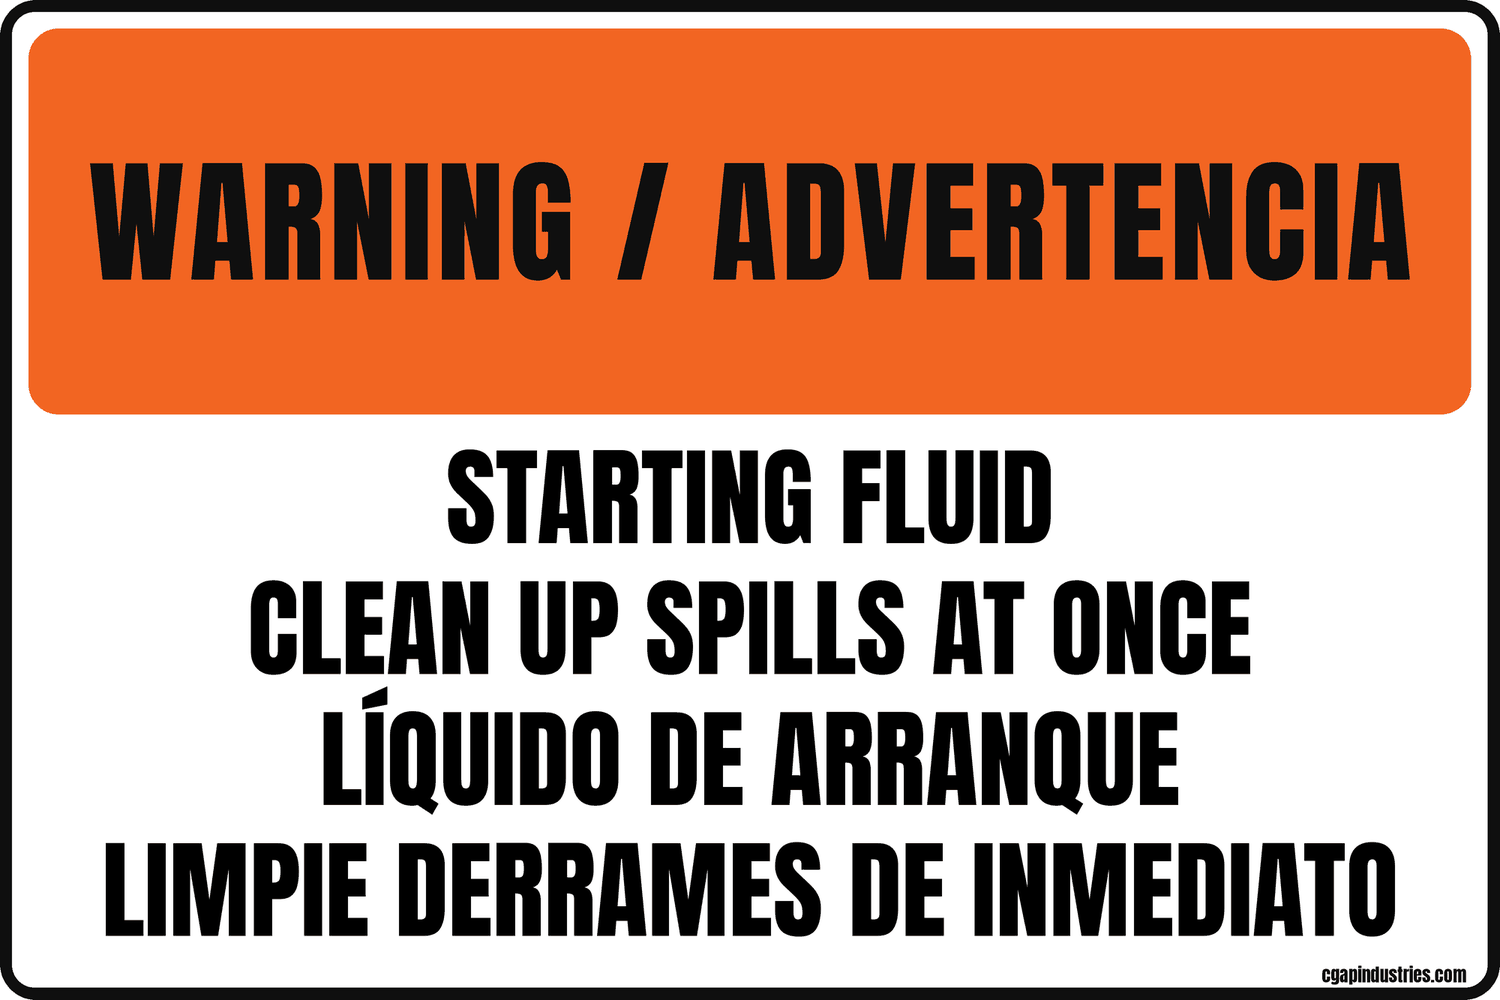 WARNING / ADVERTENCIA
STARTING FLUID
CLEAN UP SPILLS AT ONCE
LÍQUIDO DE ARRANQUE
LIMPIE DERRAMES DE INMEDIATO
cgapindustries.com